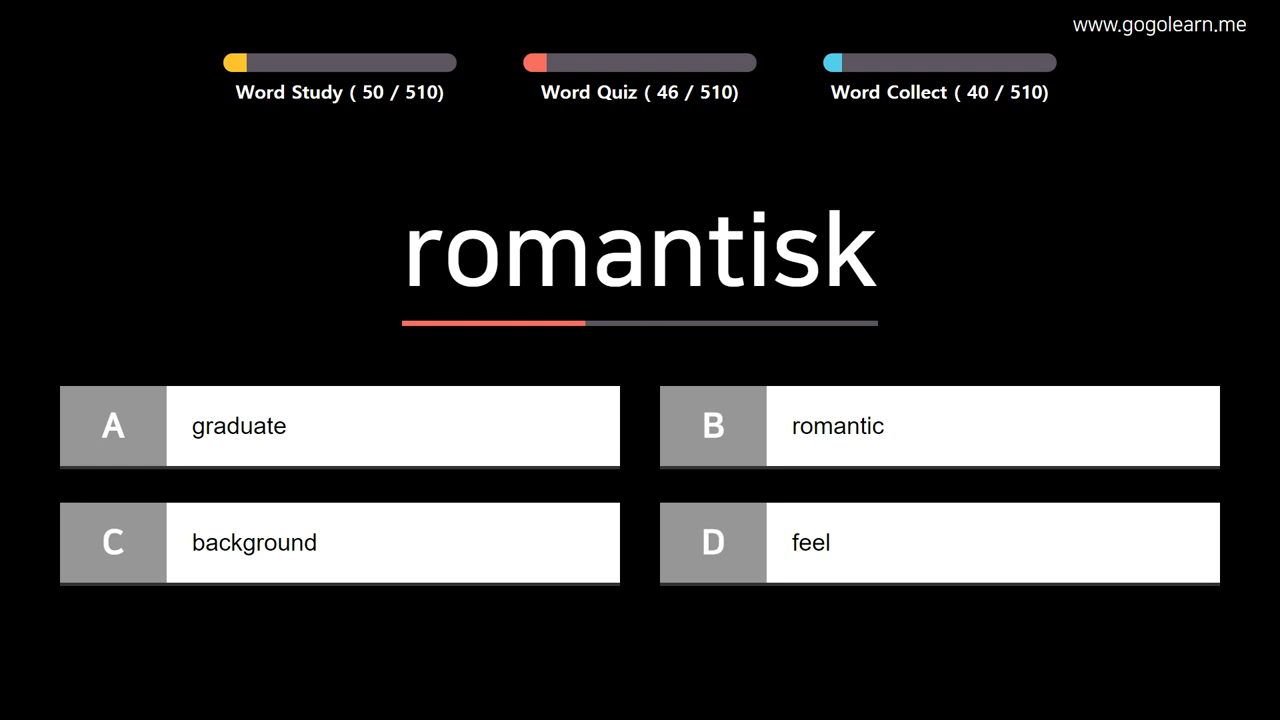 www.gogolearn.me
Word Study ( 50 / 510)
Word Quiz ( 46 / 510)
Word Collect ( 40 / 510)
romantisk
A graduate
B romantic
C background
D feel